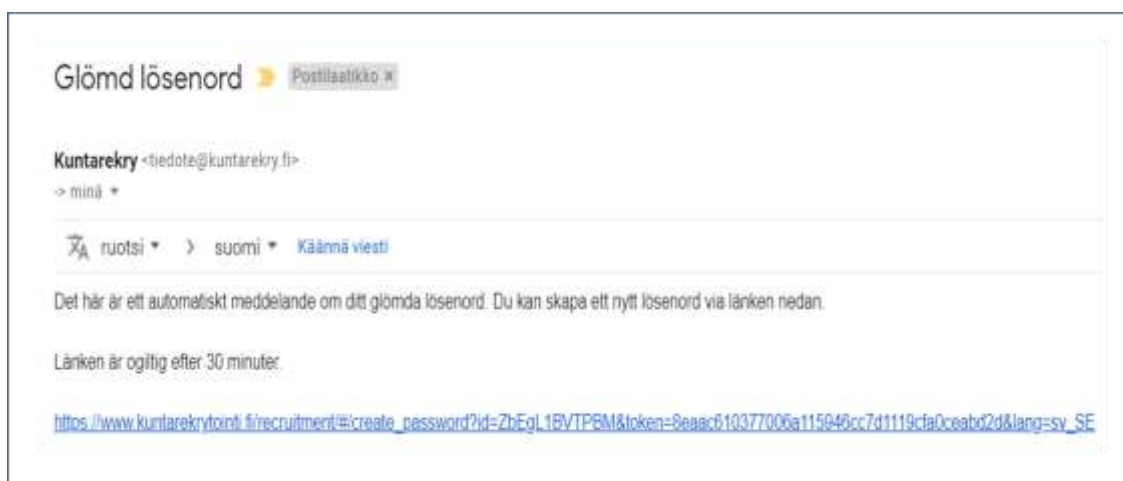 Glömd lösenord Postilaatikko ×
Kuntarekry <tiedote@kuntarekry.fi>
-> minä
ruotsi > suomi Käännä viesti
Det här är ett automatiskt meddelande om ditt glömda lösenord. Du kan skapa ett nytt lösenord via länken nedan.
Länken är ogiltig efter 30 minuter.
https://www.kuntarekrytointi.fi/recruitment/#/create_password?id=ZbEgL1BVTPBM&token=8eaac610377006a115946cc7d1119cfa0ceabd2d&lang=sv_SE